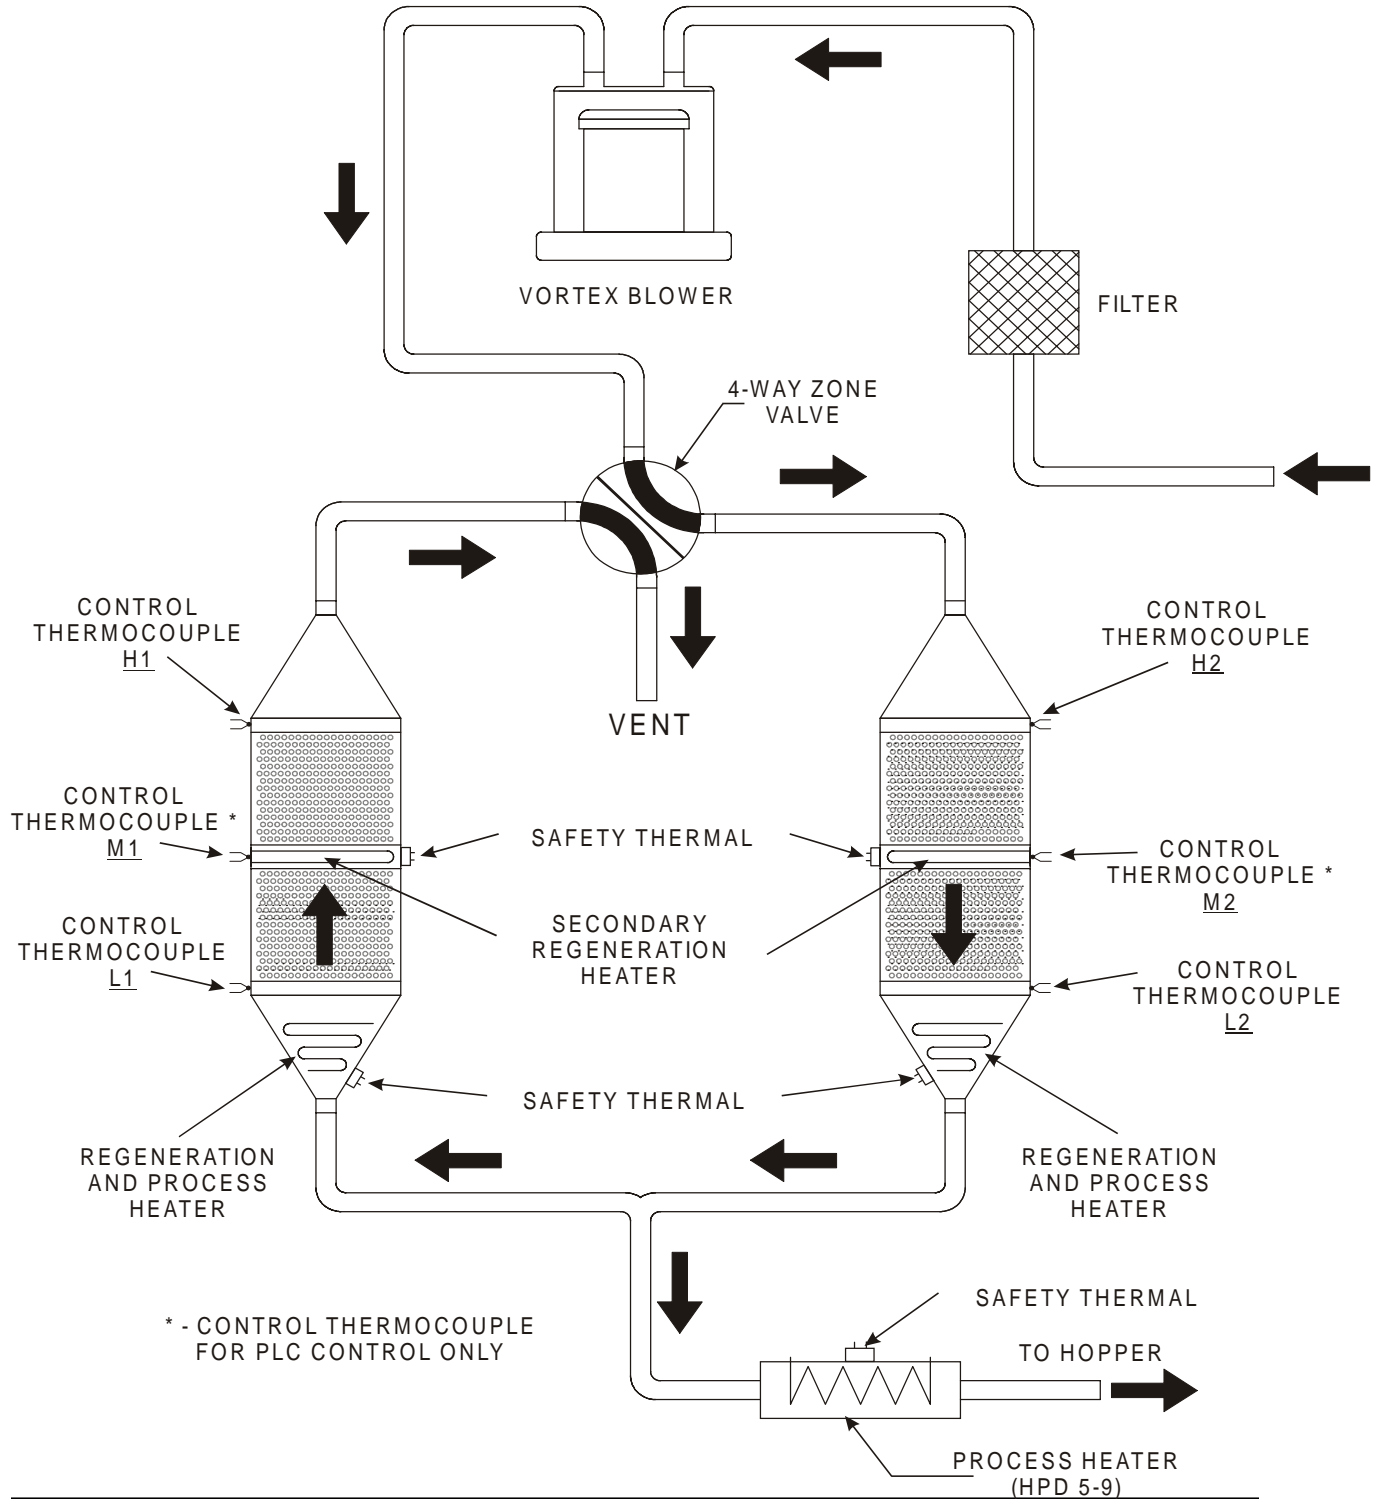 VORTEX BLOWER
FILTER
4-WAY ZONE
VALVE
CONTROL
THERMOCOUPLE
H1
CONTROL
THERMOCOUPLE
H2
VENT
CONTROL
THERMOCOUPLE *
M1
SAFETY THERMAL
CONTROL
THERMOCOUPLE *
M2
CONTROL
THERMOCOUPLE
L1
SECONDARY
REGENERATION
HEATER
CONTROL
THERMOCOUPLE
L2
SAFETY THERMAL
REGENERATION
AND PROCESS
HEATER
REGENERATION
AND PROCESS
HEATER
* - CONTROL THERMOCOUPLE
FOR PLC CONTROL ONLY
SAFETY THERMAL
TO HOPPER
PROCESS HEATER
(HPD 5-9)